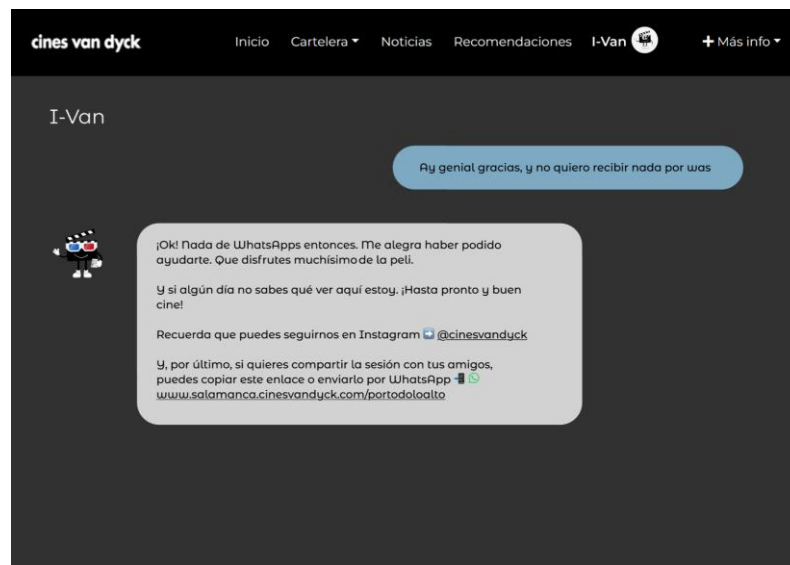 cines van dyck Inicio Cartelera Noticias Recomendaciones I-Van Más info
I-Van
Ay genial gracias, y no quiero recibir nada por was
¡Ok! Nada de WhatsApps entonces. Me alegra haber podido
ayudarte. Que disfrutes muchísimo de la peli.
Y si algún día no sabes qué ver aquí estoy. ¡Hasta pronto y buen
cine!
Recuerda que puedes seguirnos en Instagram ➡️ @cinesvandyck
Y, por último, si quieres compartir la sesión con tus amigos,
puedes copiar este enlace o enviarlo por WhatsApp
www.salamanca.cinesvandyck.com/portodoloalto